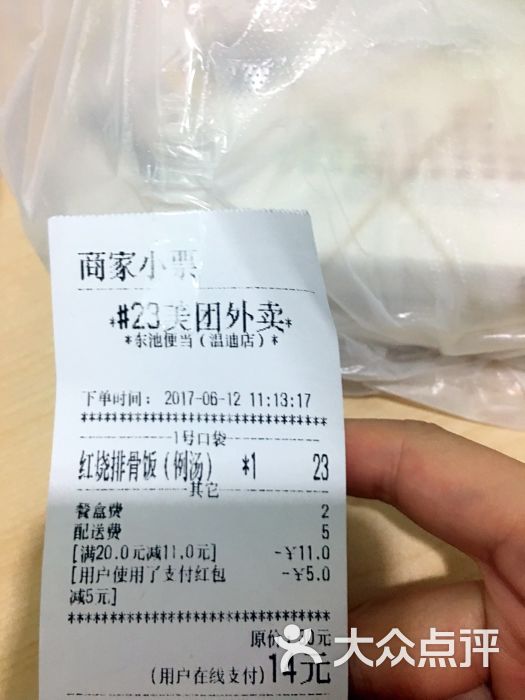 商家小票
*#23美团外卖*
*东池便当(温迪店)*
下单时间: 2017-06-12 11:13:17
********************************
1号口袋
红烧排骨饭(例汤) *1 23
其它
餐盒费 2
配送费 5
[满20.0元减11.0元] -¥11.0
[用户使用了支付红包 -¥5.0
减5元]
********************************
原价:30元
(用户在线支付)14元
大众点评